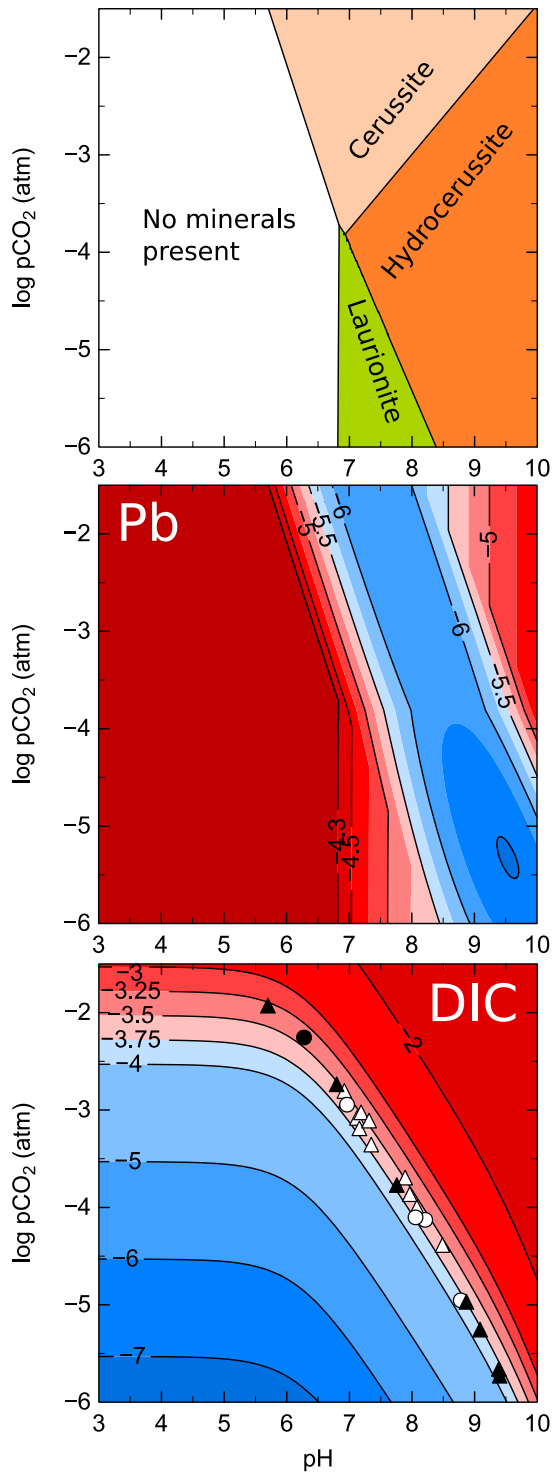 −2
−3
−4
−5
−6
log pCO2 (atm)
No minerals
present
Cerussite
Hydrocerussite
Laurionite
3 4 5 6 7 8 9 10
Pb
−2
−3
−4
−5
−6
log pCO2 (atm)
−5
−5.5
−6
−5
−6
−5.5
−4.3
−4.5
3 4 5 6 7 8 9 10
DIC
−2
−3
−4
−5
−6
log pCO2 (atm)
−3
−3.25
−3.5
−3.75
−4
−5
−6
−7
−2
3 4 5 6 7 8 9 10
pH